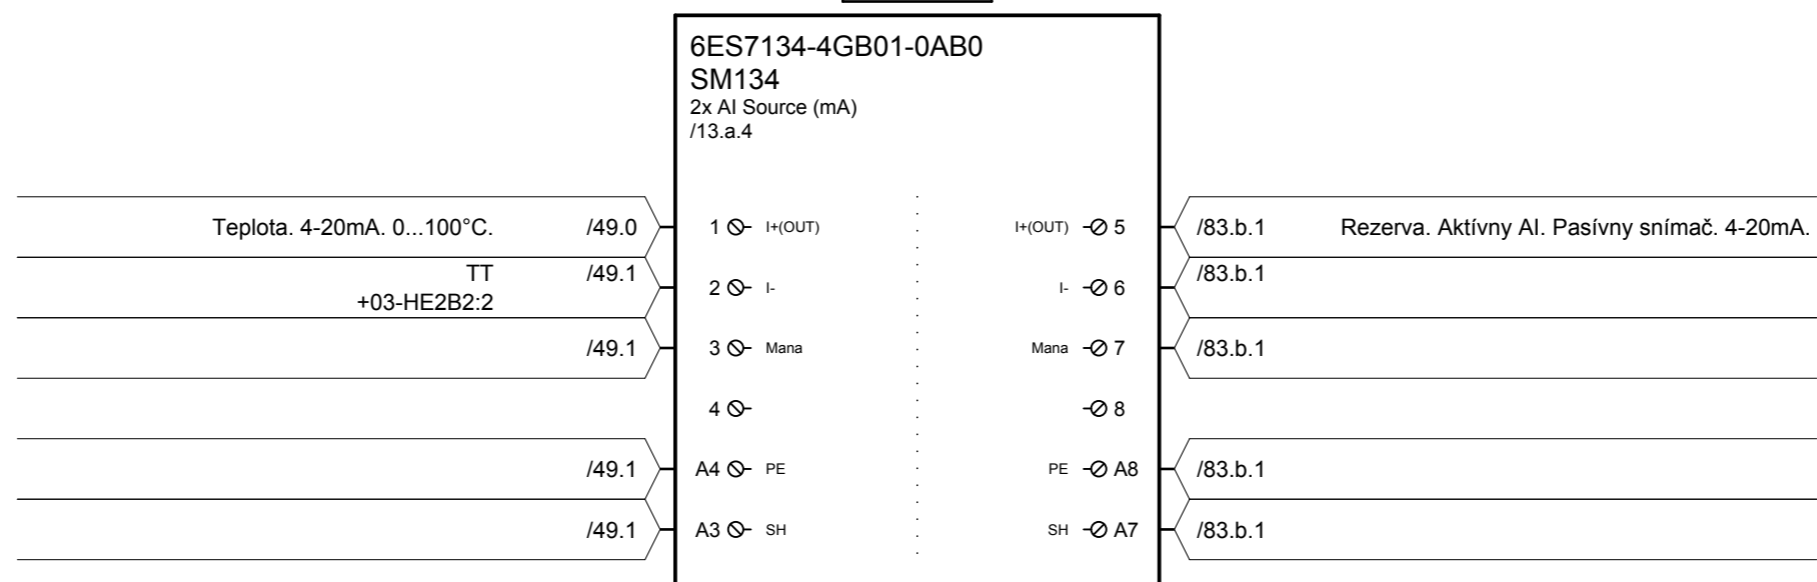 6ES7134-4GB01-0AB0
SM134
2x AI Source (mA)
/13.a.4
Teplota. 4-20mA. 0...100°C. /49.0 1 I+(OUT) I+(OUT) 5 /83.b.1 Rezerva. Aktívny AI. Pasívny snímač. 4-20mA.
TT /49.1 2 I- I- 6 /83.b.1
+03-HE2B2:2
/49.1 3 Mana Mana 7 /83.b.1
4 8
/49.1 A4 PE PE A8 /83.b.1
/49.1 A3 SH SH A7 /83.b.1